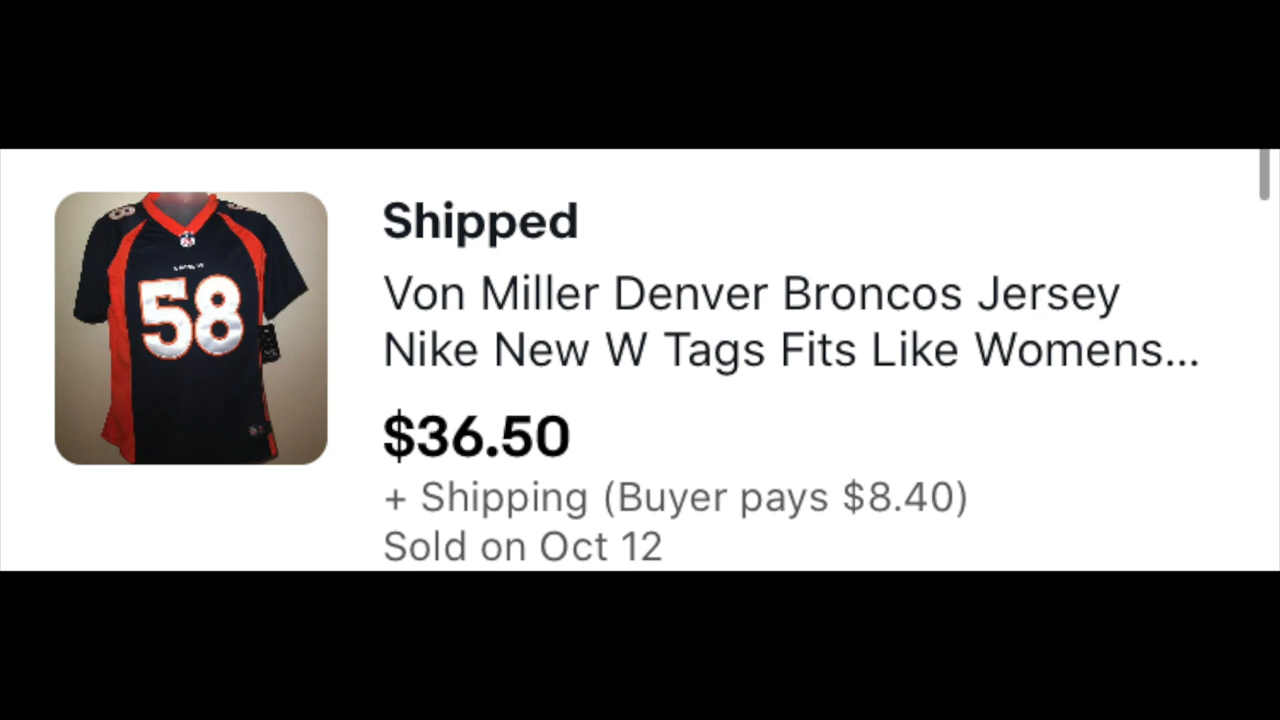 58
Shipped
Von Miller Denver Broncos Jersey
Nike New W Tags Fits Like Womens...
$36.50
+ Shipping (Buyer pays $8.40)
Sold on Oct 12